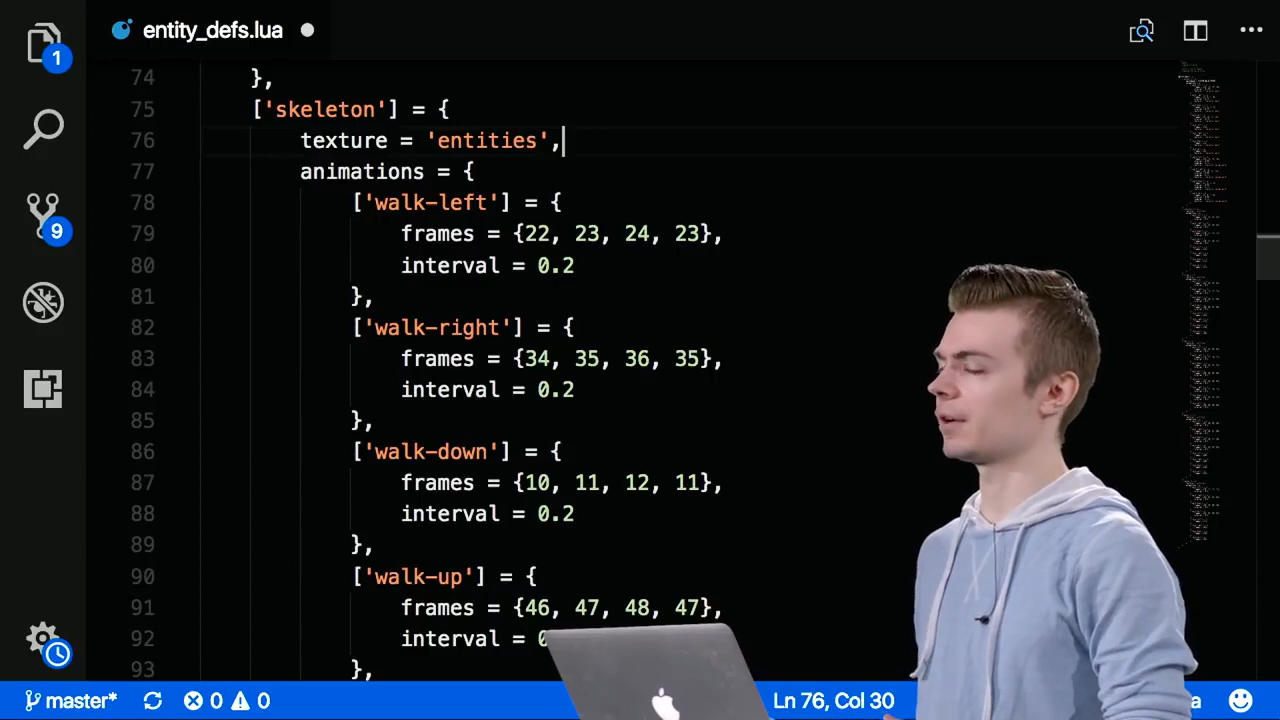 entity_defs.lua
1
9
74 },
75 ['skeleton'] = {
76 texture = 'entities',
77 animations = {
78 ['walk-left'] = {
79 frames = {22, 23, 24, 23},
80 interval = 0.2
81 },
82 ['walk-right'] = {
83 frames = {34, 35, 36, 35},
84 interval = 0.2
85 },
86 ['walk-down'] = {
87 frames = {10, 11, 12, 11},
88 interval = 0.2
89 },
90 ['walk-up'] = {
91 frames = {46, 47, 48, 47},
92 interval = 0
93 },
master* 0 0 Ln 76, Col 30 a